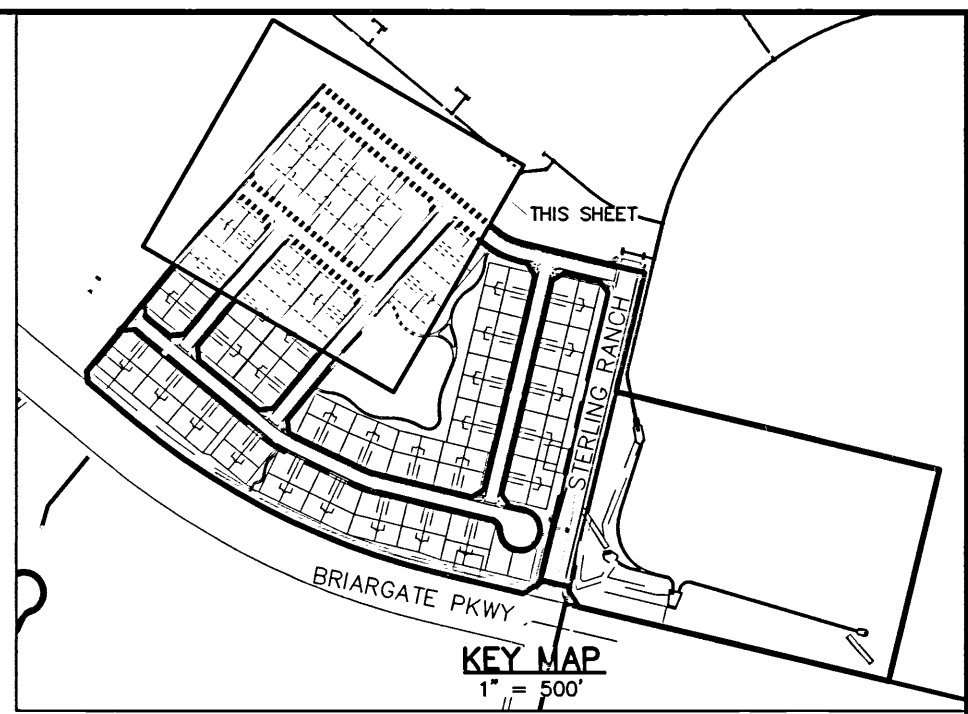 THIS SHEET
STERLING RANCH
BRIARGATE PKWY
KEY MAP
1" = 500'